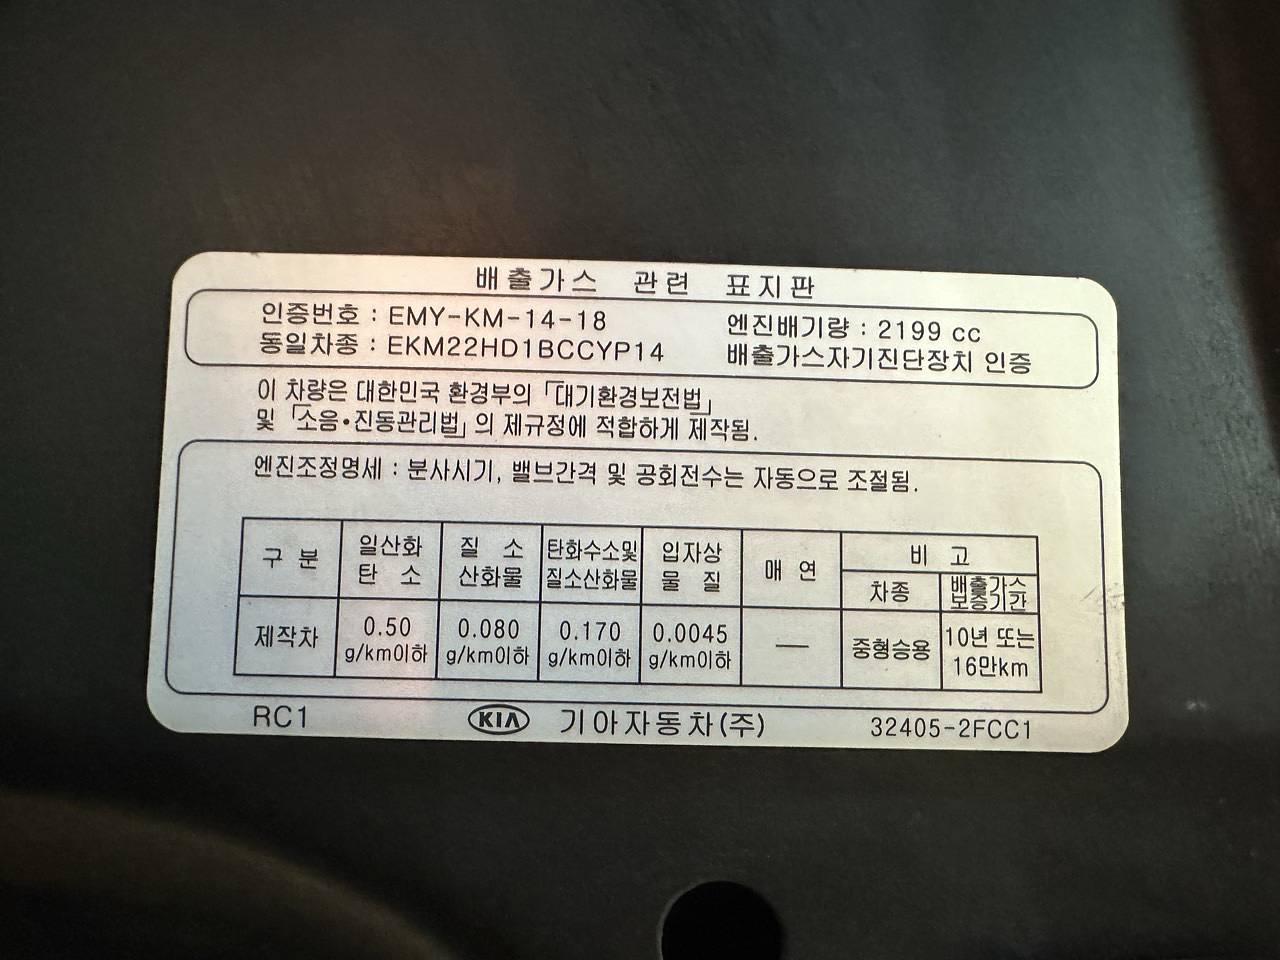 배출가스 관련 표지판
인증번호 : EMY-KM-14-18
동일차종 : EKM22HD1BCCYP14
엔진배기량 : 2199 cc
배출가스자기진단장치 인증
이 차량은 대한민국 환경부의 「대기환경보전법」
및 「소음•진동관리법」의 제규정에 적합하게 제작됨.
엔진조정명세 : 분사시기, 밸브간격 및 공회전수는 자동으로 조절됨.
구 분
일산화
탄 소
질 소
산화물
탄화수소및
질소산화물
입자상
물 질
매 연
비 고
차종
배출가스
보증기간
제작차
0.50
g/km이하
0.080
g/km이하
0.170
g/km이하
0.0045
g/km이하
—
중형승용
10년 또는
16만km
RC1
KIA 기아자동차(주)
32405-2FCC1